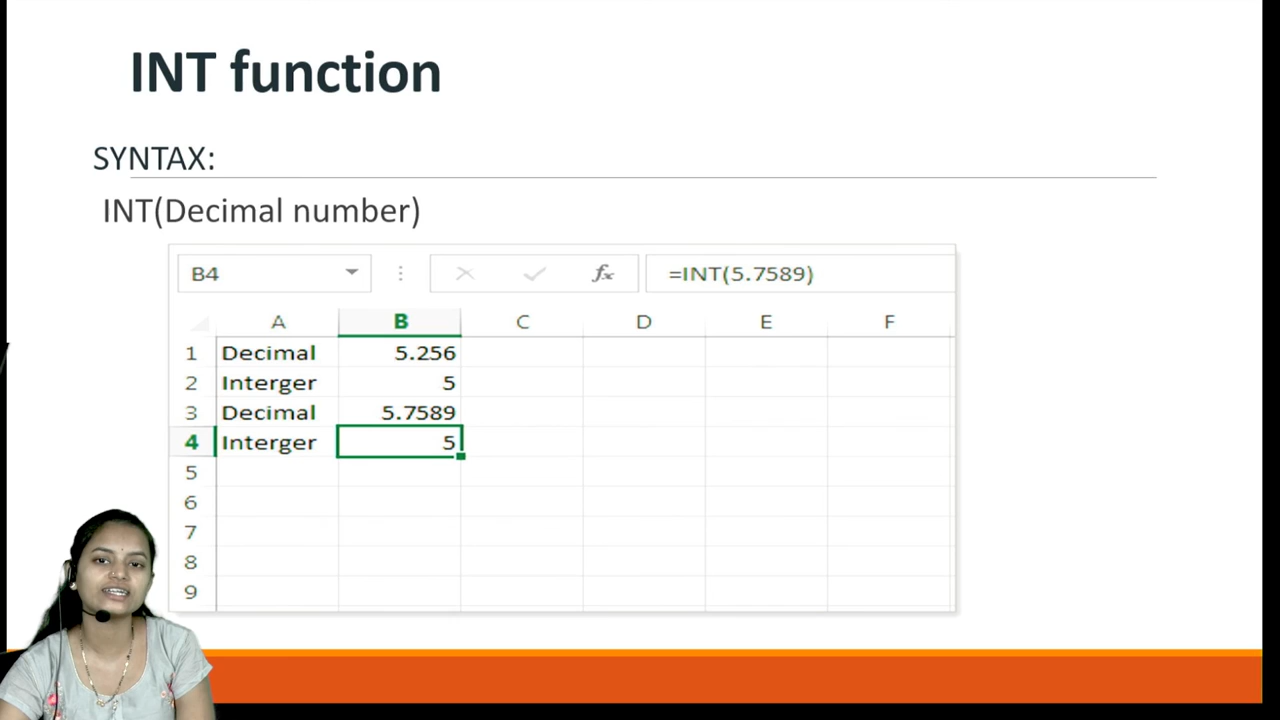 INT function
SYNTAX:
INT(Decimal number)
B4 fx =INT(5.7589)
A B C D E F
1 Decimal 5.256
2 Interger 5
3 Decimal 5.7589
4 Interger 5
5
6
7
8
9